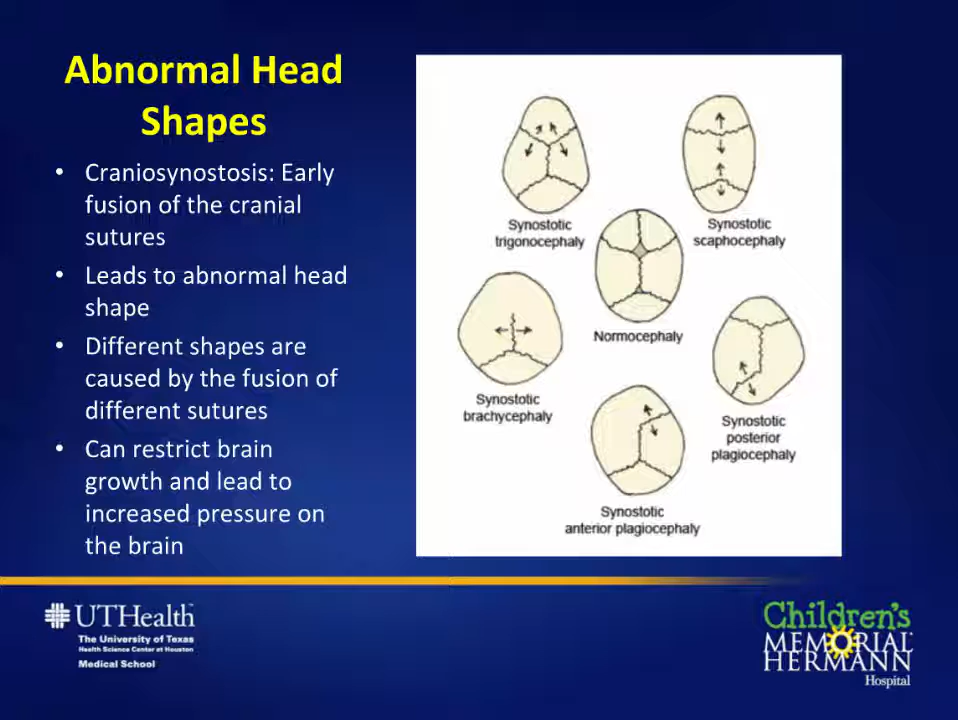 Abnormal Head
Shapes
• Craniosynostosis: Early
fusion of the cranial
sutures
• Leads to abnormal head
shape
• Different shapes are
caused by the fusion of
different sutures
• Can restrict brain
growth and lead to
increased pressure on
the brain
Synostotic
trigonocephaly
Synostotic
scaphocephaly
Normocephaly
Synostotic
brachycephaly
Synostotic
posterior
plagiocephaly
Synostotic
anterior plagiocephaly
UTHealth
The University of Texas
Health Science Center at Houston
Medical School
Children's
MEMORIAL
HERMANN
Hospital